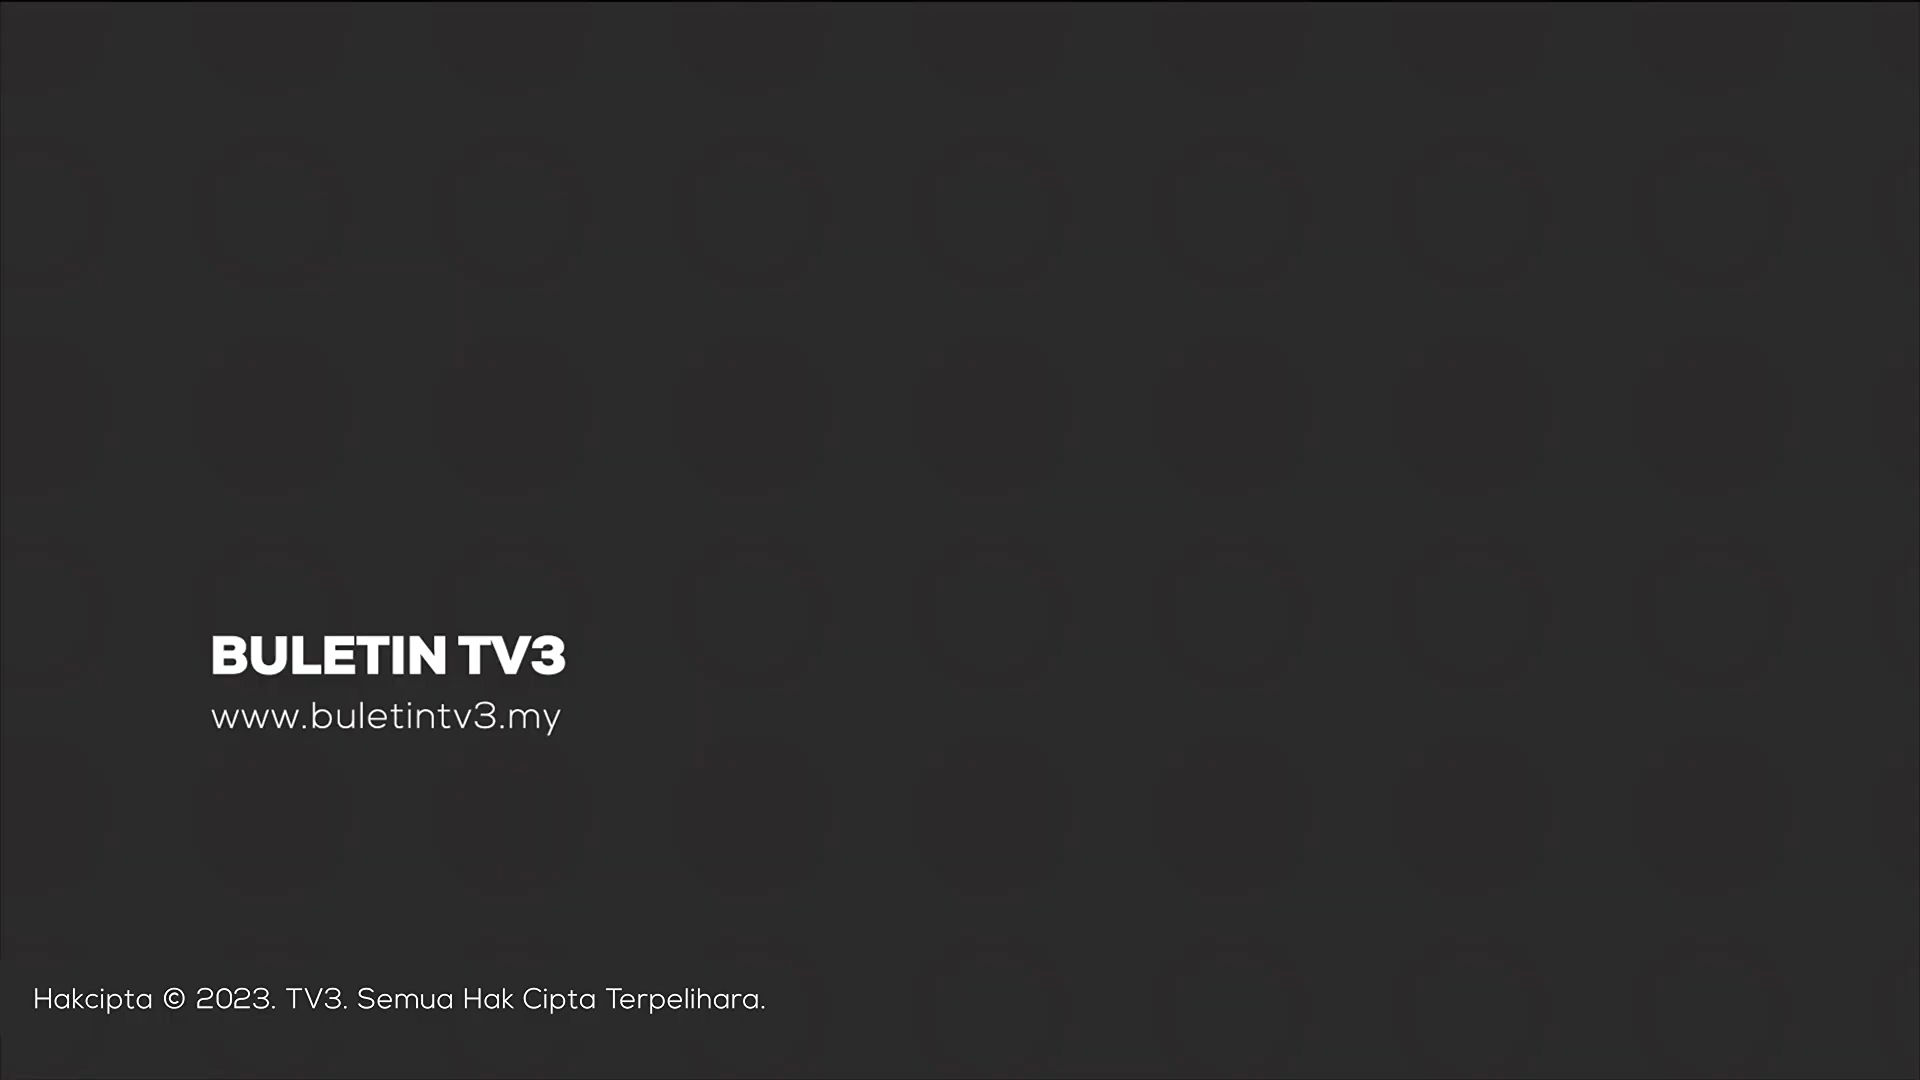 BULETIN TV3
www.buletintv3.my
Hakcipta © 2023. TV3. Semua Hak Cipta Terpelihara.